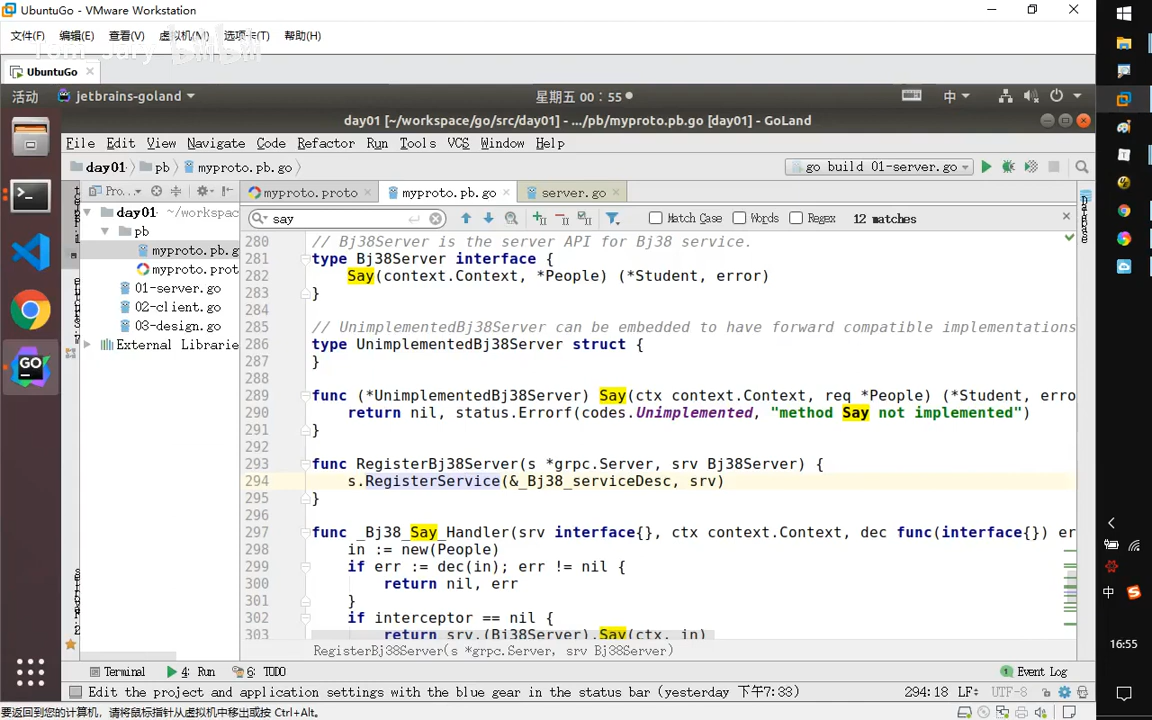 UbuntuGo - VMware Workstation
文件(F) 编辑(E) 查看(V) 虚拟机(M) 选项卡(T) 帮助(H)
UbuntuGo
活动 jetbrains-goland 星期五 00：55 中
day01 [~/workspace/go/src/day01] - .../pb/myproto.pb.go [day01] - GoLand
File Edit View Navigate Code Refactor Run Tools VCS Window Help
day01 pb myproto.pb.go go build 01-server.go
Pro... myproto.proto myproto.pb.go server.go
say Match Case Words Regex 12 matches
day01 ~/workspac
pb
myproto.pb.g
myproto.prot
01-server.go
02-client.go
03-design.go
External Librarie
280 // Bj38Server is the server API for Bj38 service.
281 type Bj38Server interface {
282 Say(context.Context, *People) (*Student, error)
283 }
284
285 // UnimplementedBj38Server can be embedded to have forward compatible implementations
286 type UnimplementedBj38Server struct {
287 }
288
289 func (*UnimplementedBj38Server) Say(ctx context.Context, req *People) (*Student, erro
290 return nil, status.Errorf(codes.Unimplemented, "method Say not implemented")
291 }
292
293 func RegisterBj38Server(s *grpc.Server, srv Bj38Server) {
294 s.RegisterService(&_Bj38_serviceDesc, srv)
295 }
296
297 func _Bj38_Say_Handler(srv interface{}, ctx context.Context, dec func(interface{}) er
298 in := new(People)
299 if err := dec(in); err != nil {
300 return nil, err
301 }
302 if interceptor == nil {
303 return srv.(Bj38Server).Say(ctx, in)
RegisterBj38Server(s *grpc.Server, srv Bj38Server)
Terminal 4: Run 6: TODO Event Log
Edit the project and application settings with the blue gear in the status bar (yesterday 下午7:33) 294:18 LF UTF-8
要返回到您的计算机，请将鼠标指针从虚拟机中移出或按 Ctrl+Alt。
中
16:55